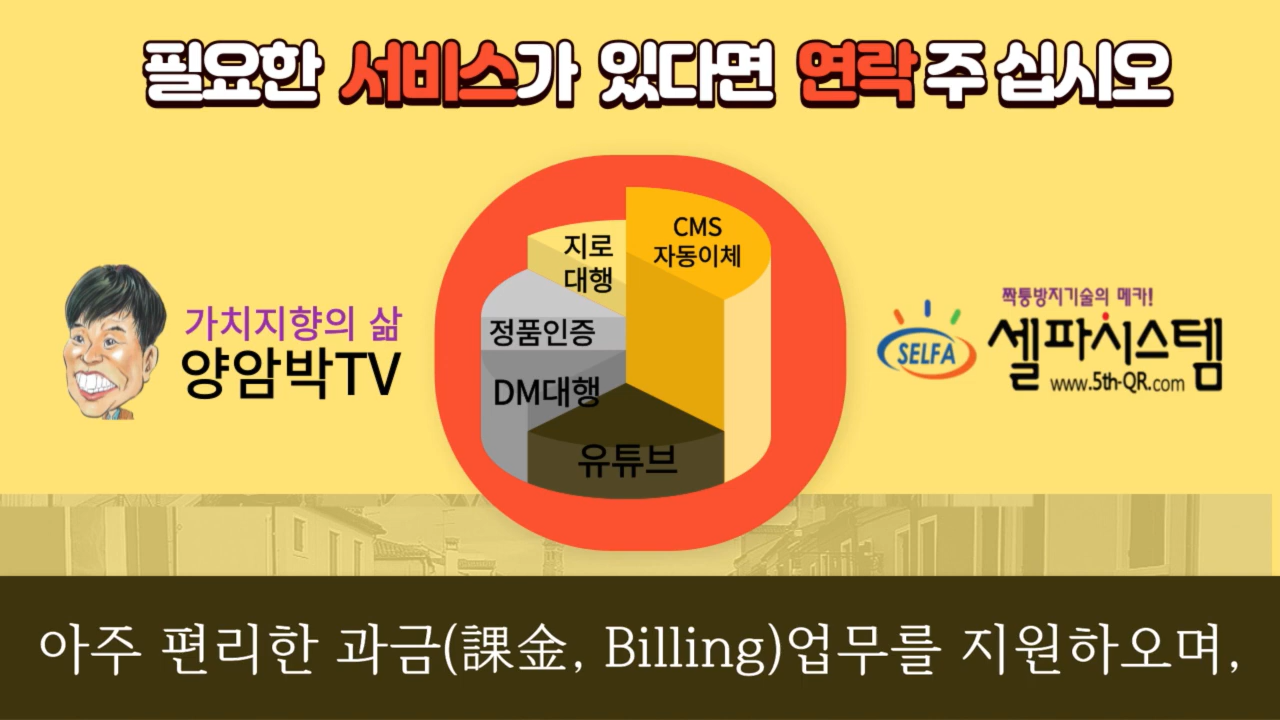 필요한 서비스가 있다면 연락 주 십시오
지로
대행
CMS
자동이체
정품인증
DM대행
유튜브
가치지향의 삶
양암박TV
짝퉁방지기술의 메카!
SELFA
셀파시스템
www.5th-QR.com
아주 편리한 과금(課金, Billing)업무를 지원하오며,